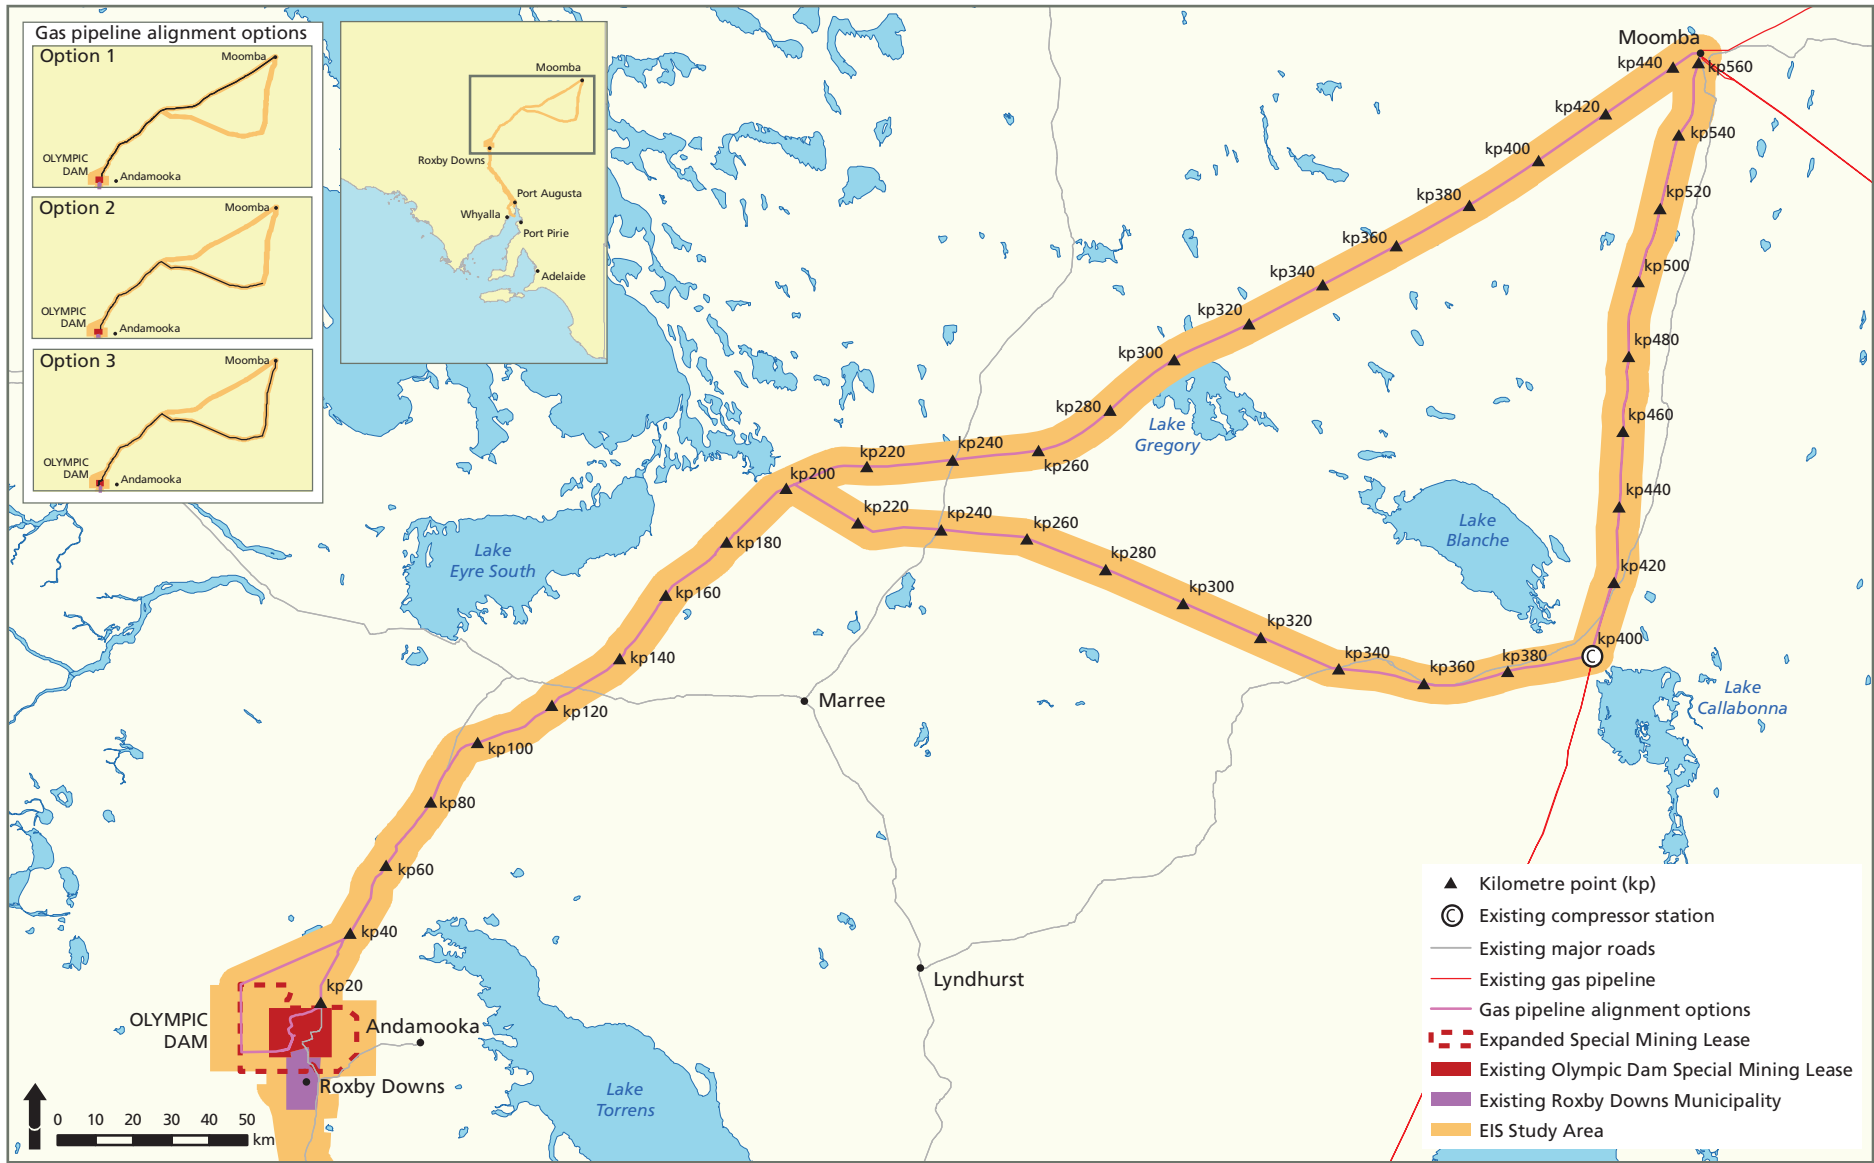 Gas pipeline alignment options
Option 1
Moomba
OLYMPIC
DAM
Andamooka
Option 2
Moomba
OLYMPIC
DAM
Andamooka
Option 3
Moomba
OLYMPIC
DAM
Andamooka
Moomba
Roxby Downs
Port Augusta
Whyalla
Port Pirie
Adelaide
Moomba
kp440
kp560
kp420
kp540
kp400
kp380
kp520
kp360
kp500
kp340
kp320
kp480
kp300
kp460
kp280
Lake
Gregory
kp240
kp220
kp260
kp200
kp440
kp220
kp240
kp260
Lake
Blanche
kp180
Lake
Eyre South
kp280
kp420
kp160
kp300
kp320
kp400
C
kp140
kp340
kp360
kp380
Lake
Callabonna
Marree
kp120
kp100
kp80
kp60
kp40
kp20
Lyndhurst
OLYMPIC
DAM
Andamooka
Roxby Downs
Lake
Torrens
0 10 20 30 40 50
km
Kilometre point (kp)
C Existing compressor station
Existing major roads
Existing gas pipeline
Gas pipeline alignment options
Expanded Special Mining Lease
Existing Olympic Dam Special Mining Lease
Existing Roxby Downs Municipality
EIS Study Area